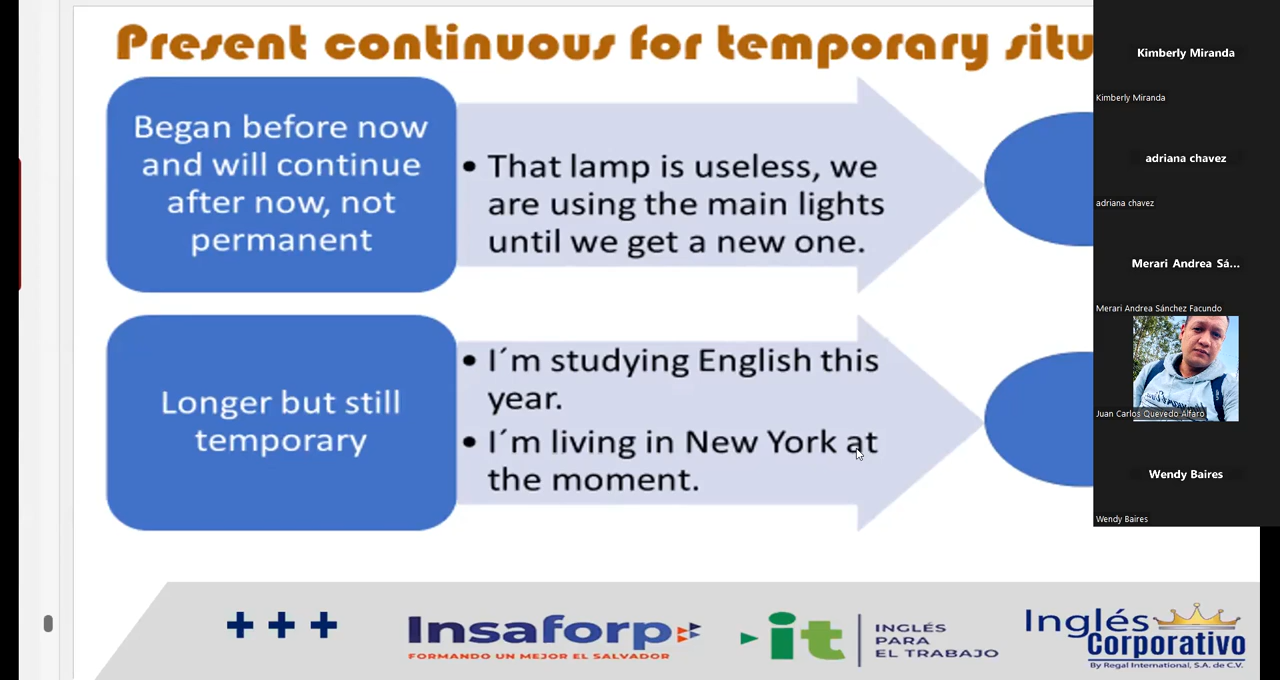 Present continuous for temporary situ
Began before now
and will continue
after now, not
permanent
• That lamp is useless, we
are using the main lights
until we get a new one.
Longer but still
temporary
• I´m studying English this
year.
• I´m living in New York at
the moment.
Kimberly Miranda
Kimberly Miranda
adriana chavez
adriana chavez
Merari Andrea Sá...
Merari Andrea Sánchez Facundo
Juan Carlos Quevedo Alfaro
Wendy Baires
Wendy Baires
+++
Insaforp
FORMANDO UN MEJOR EL SALVADOR
it
INGLÉS
PARA
EL TRABAJO
Inglés
Corporativo
By Regal International, S.A. de C.V.